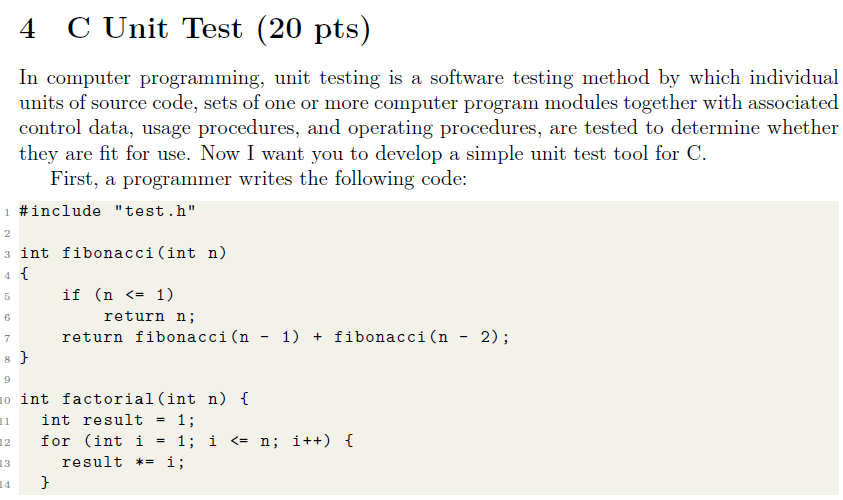 4 C Unit Test (20 pts)
In computer programming, unit testing is a software testing method by which individual
units of source code, sets of one or more computer program modules together with associated
control data, usage procedures, and operating procedures, are tested to determine whether
they are fit for use. Now I want you to develop a simple unit test tool for C.
First, a programmer writes the following code:
1 #include "test.h"
2
3 int fibonacci(int n)
4 {
5     if (n <= 1)
6         return n;
7     return fibonacci(n - 1) + fibonacci(n - 2);
8 }
9
10 int factorial(int n) {
11   int result = 1;
12   for (int i = 1; i <= n; i++) {
13     result *= i;
14   }